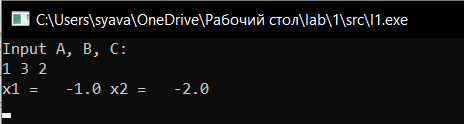 C:\Users\syava\OneDrive\Рабочий стол\lab\1\src\l1.exe
Input A, B, C:
1 3 2
x1 =   -1.0 x2 =   -2.0